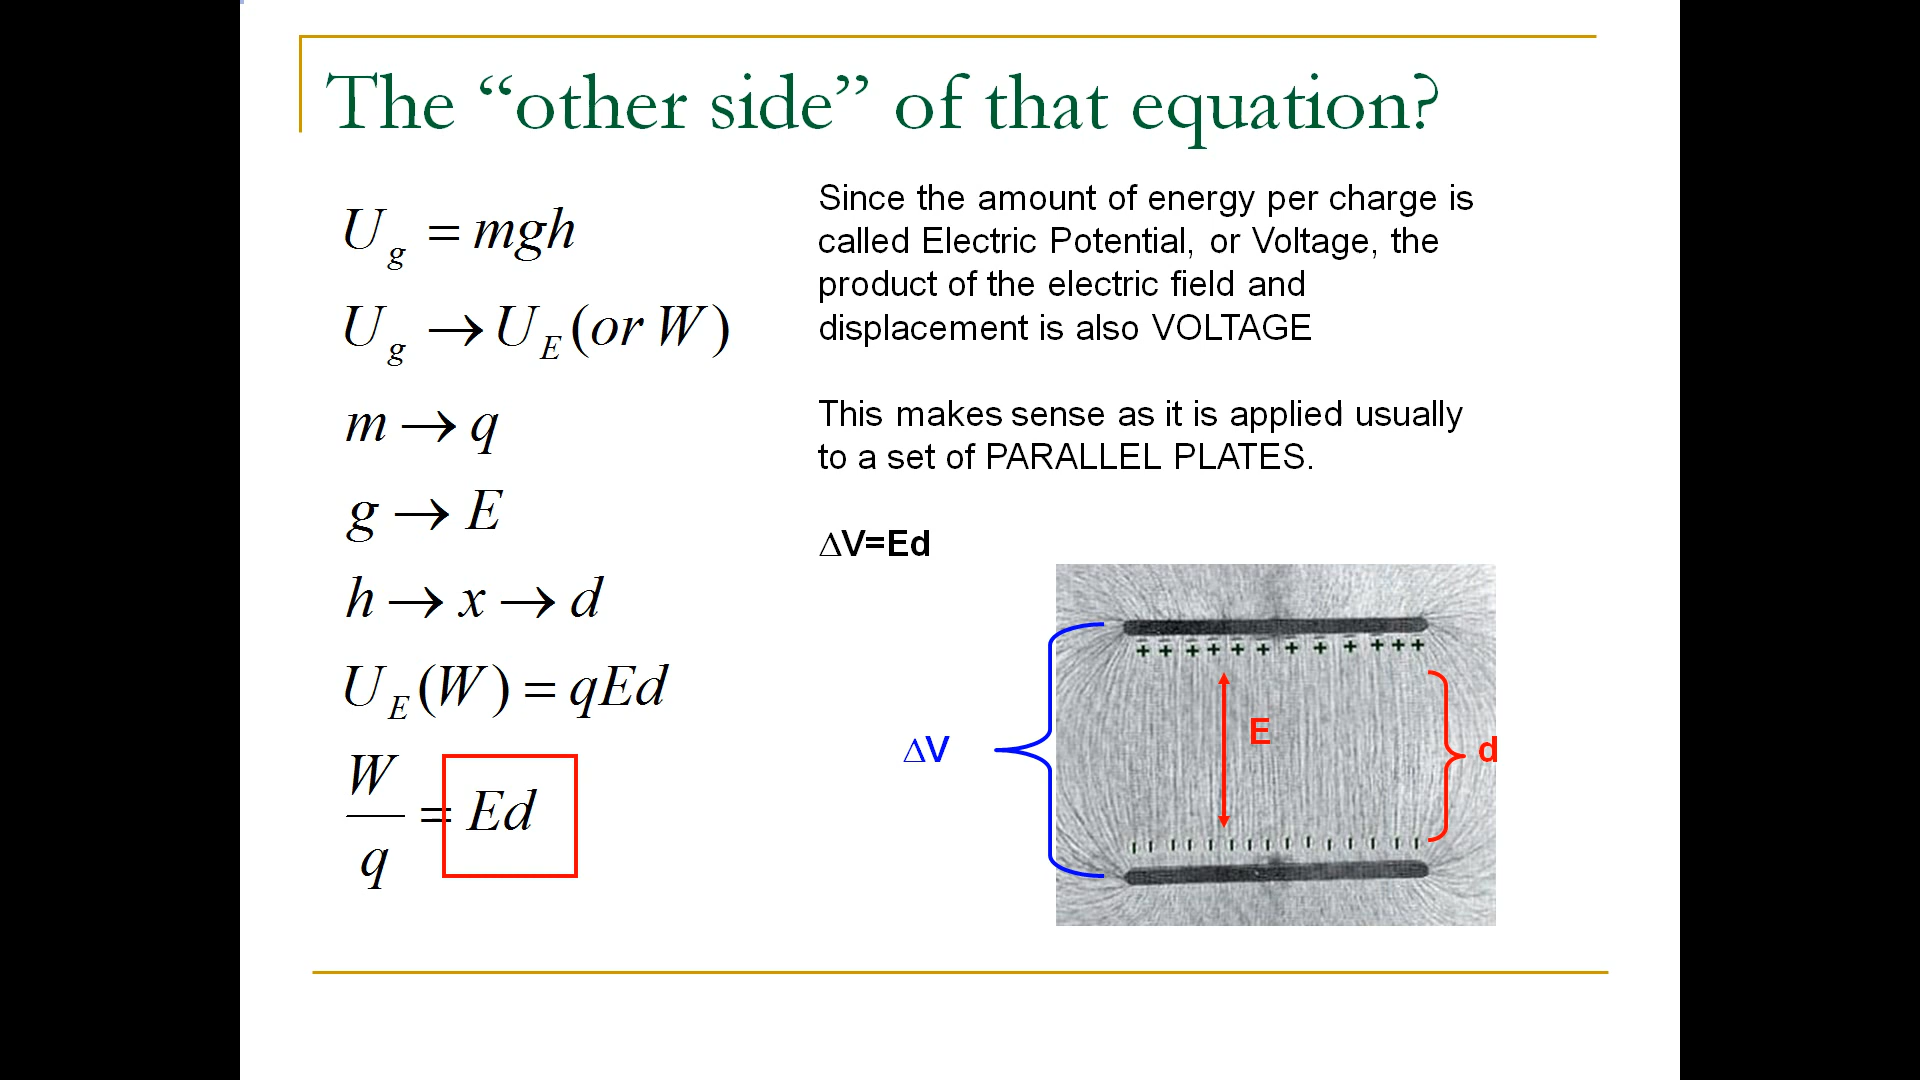 The “other side” of that equation?
U_g = mgh
U_g → U_E (or W)
m → q
g → E
h → x → d
U_E (W) = qEd
W/q = Ed
Since the amount of energy per charge is
called Electric Potential, or Voltage, the
product of the electric field and
displacement is also VOLTAGE
This makes sense as it is applied usually
to a set of PARALLEL PLATES.
∆V=Ed
+ + + + + + + + + + + +
E
∆V
d